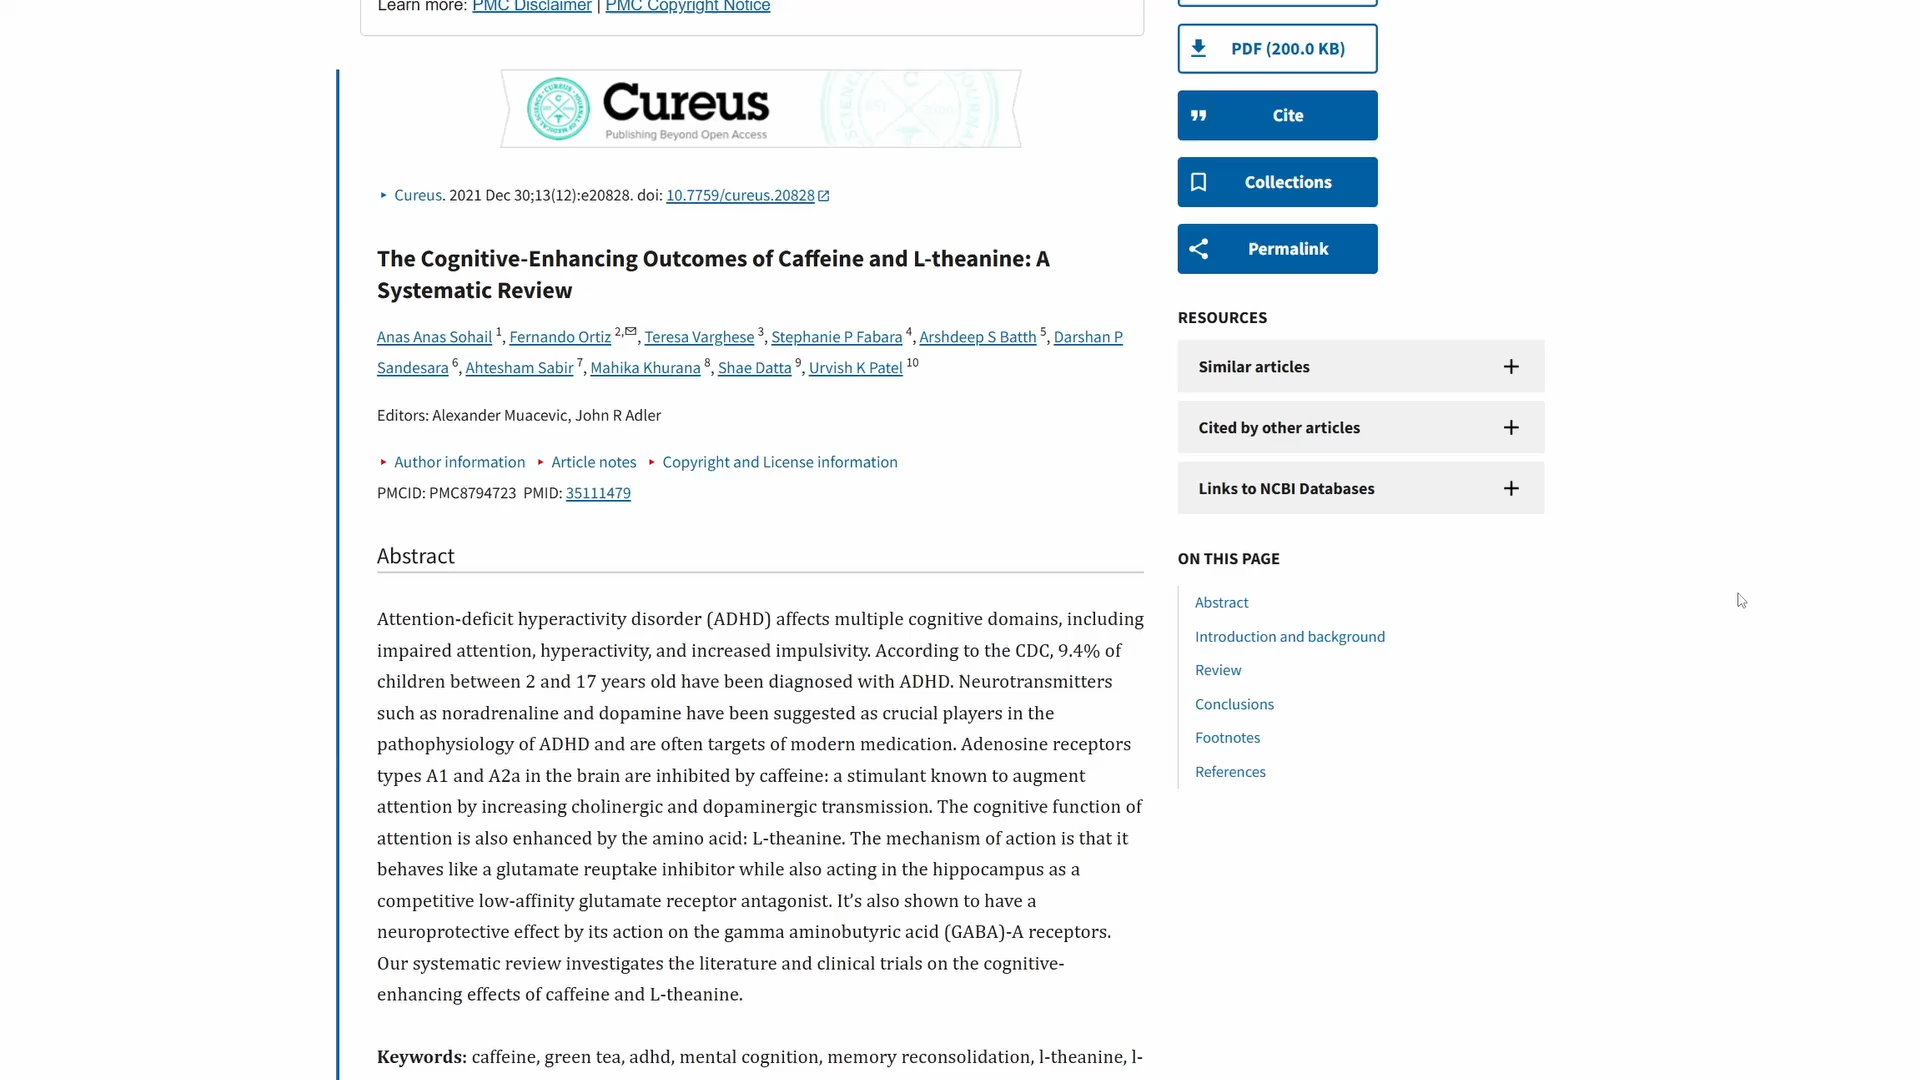 Learn more: PMC Disclaimer | PMC Copyright Notice
Cureus
Publishing Beyond Open Access
Cureus. 2021 Dec 30;13(12):e20828. doi: 10.7759/cureus.20828
The Cognitive-Enhancing Outcomes of Caffeine and L-theanine: A
Systematic Review
Anas Anas Sohail 1, Fernando Ortiz 2,✉, Teresa Varghese 3, Stephanie P Fabara 4, Arshdeep S Batth 5, Darshan P
Sandesara 6, Ahtesham Sabir 7, Mahika Khurana 8, Shae Datta 9, Urvish K Patel 10
Editors: Alexander Muacevic, John R Adler
Author information Article notes Copyright and License information
PMCID: PMC8794723 PMID: 35111479
Abstract
Attention-deficit hyperactivity disorder (ADHD) affects multiple cognitive domains, including
impaired attention, hyperactivity, and increased impulsivity. According to the CDC, 9.4% of
children between 2 and 17 years old have been diagnosed with ADHD. Neurotransmitters
such as noradrenaline and dopamine have been suggested as crucial players in the
pathophysiology of ADHD and are often targets of modern medication. Adenosine receptors
types A1 and A2a in the brain are inhibited by caffeine: a stimulant known to augment
attention by increasing cholinergic and dopaminergic transmission. The cognitive function of
attention is also enhanced by the amino acid: L-theanine. The mechanism of action is that it
behaves like a glutamate reuptake inhibitor while also acting in the hippocampus as a
competitive low-affinity glutamate receptor antagonist. It’s also shown to have a
neuroprotective effect by its action on the gamma aminobutyric acid (GABA)-A receptors.
Our systematic review investigates the literature and clinical trials on the cognitive-
enhancing effects of caffeine and L-theanine.
Keywords: caffeine, green tea, adhd, mental cognition, memory reconsolidation, l-theanine, l-
PDF (200.0 KB)
Cite
Collections
Permalink
RESOURCES
Similar articles
Cited by other articles
Links to NCBI Databases
ON THIS PAGE
Abstract
Introduction and background
Review
Conclusions
Footnotes
References